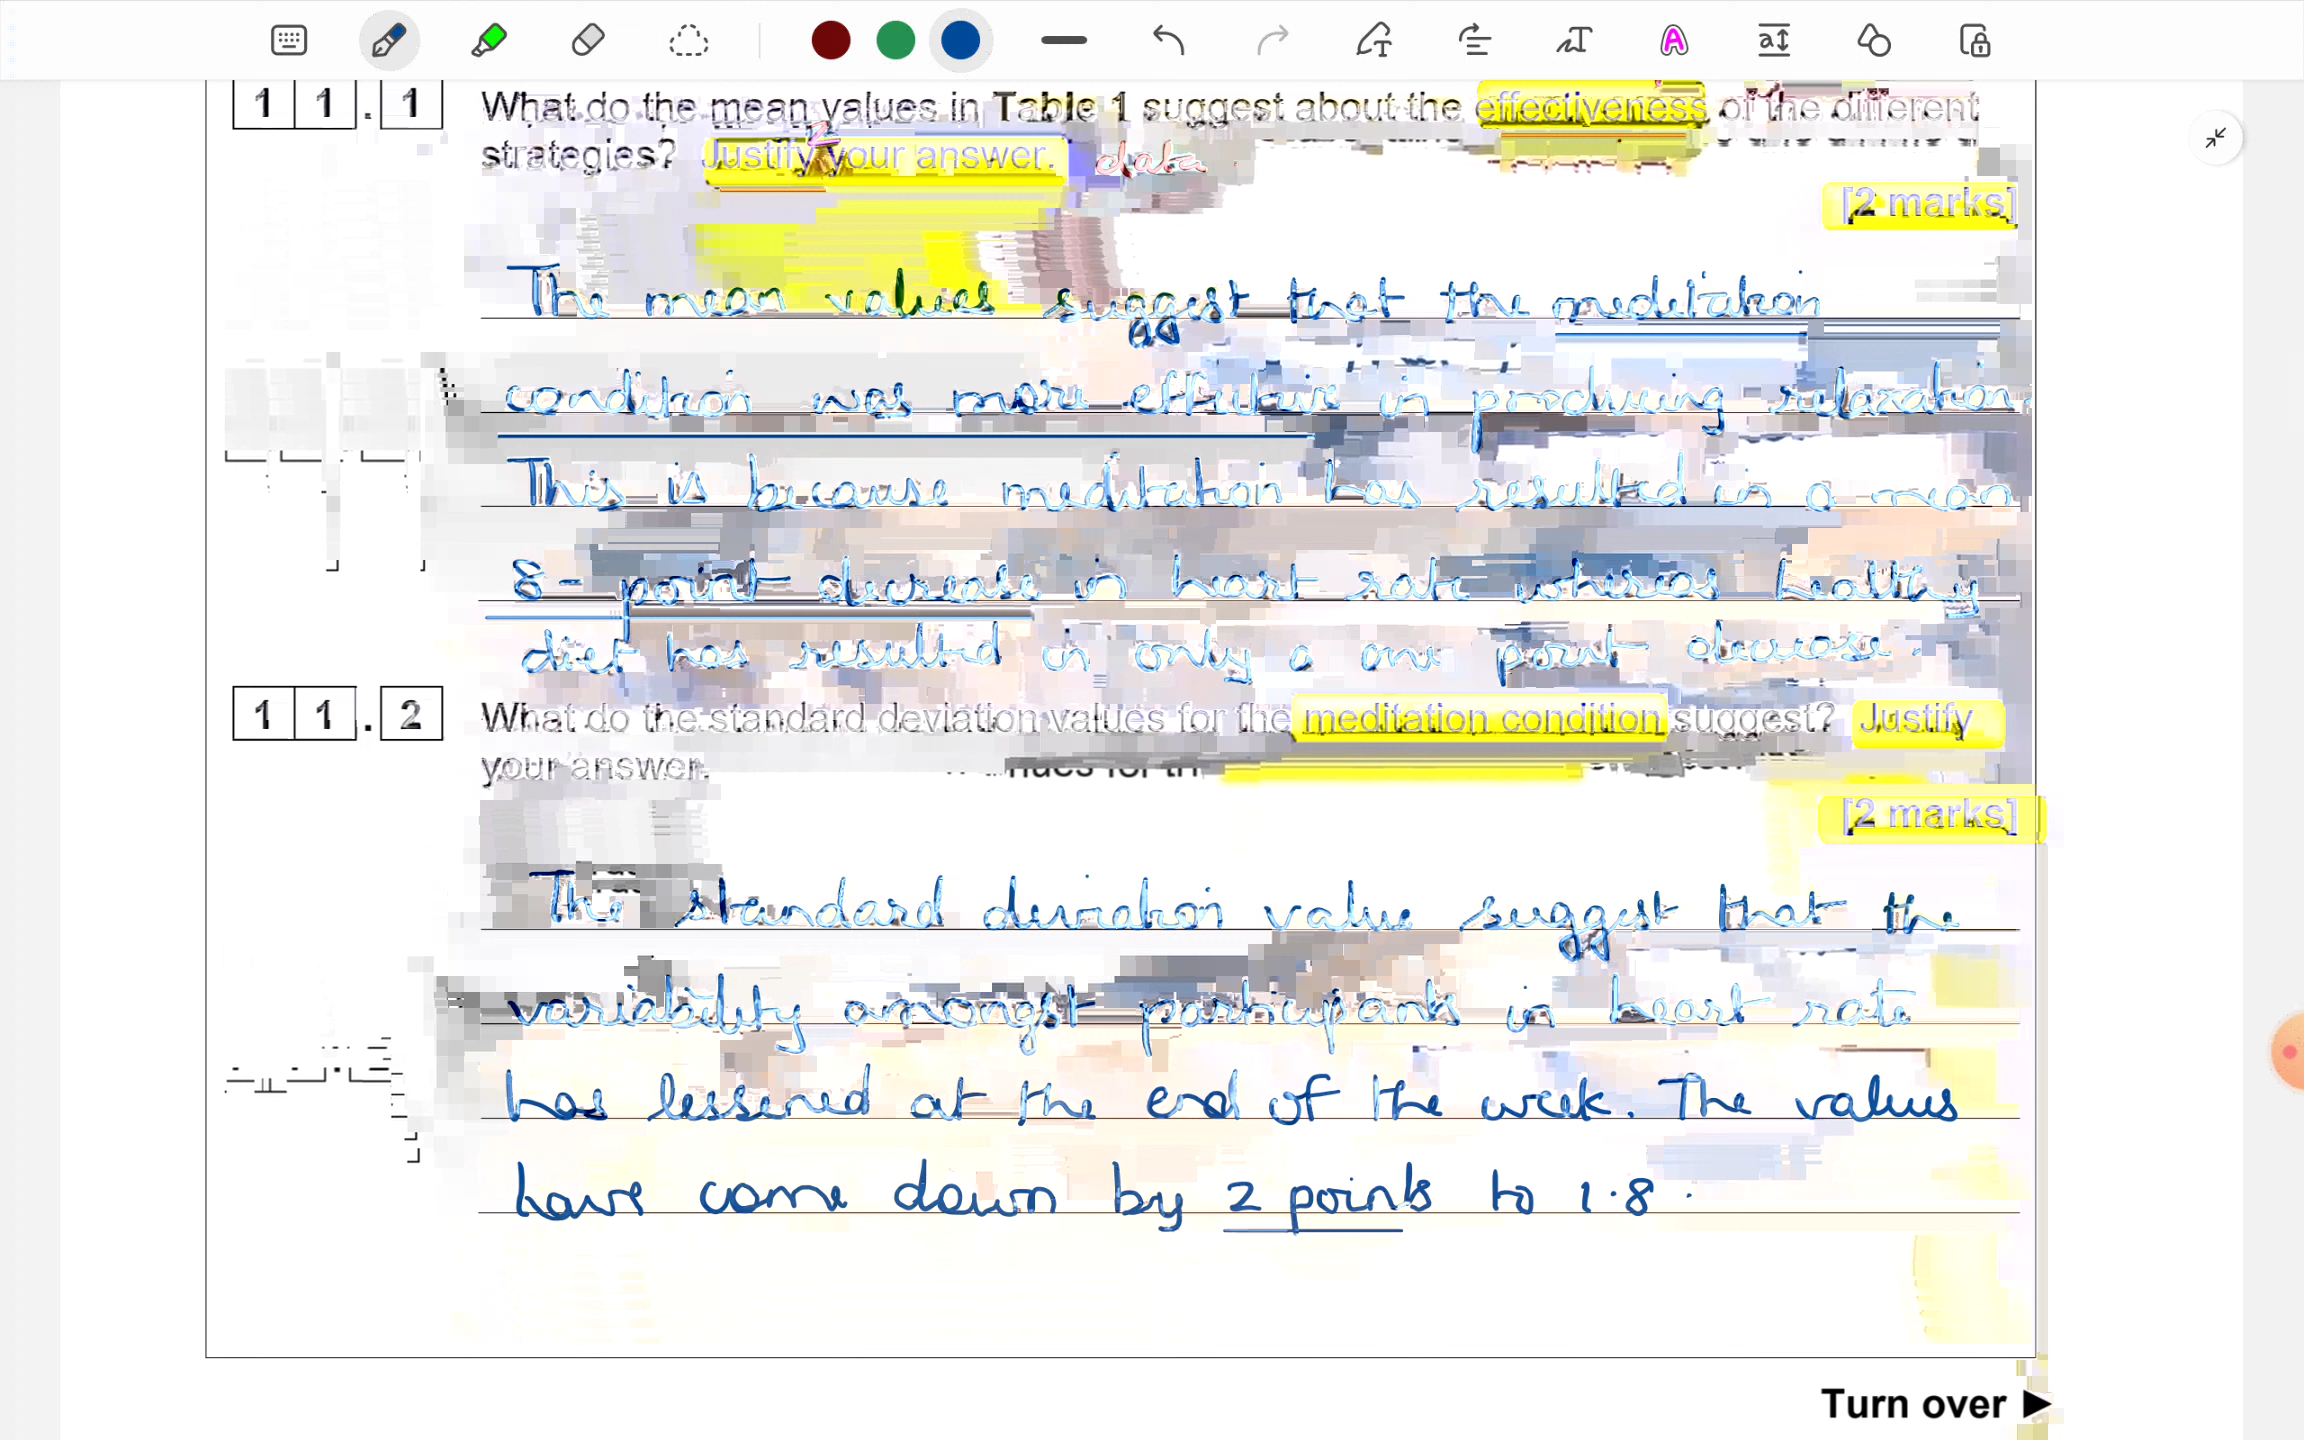 11.1 What do the mean values in Table 1 suggest about the effectiveness of the different
strategies? Justify your answer. data
2
[2 marks]
The mean values suggest that the meditation
condition was more effective in producing relaxation.
This is because meditation has resulted in a mean
8-point decrease in heart rate whereas healthy
diet has resulted in only a one point decrease.
11.2 What do the standard deviation values for the meditation condition suggest? Justify
your answer.
[2 marks]
The standard deviation value suggest that the
variability amongst participants in heart rate
has lessened at the end of the week. The values
have come down by 2 points to 1.8.
Turn over ►